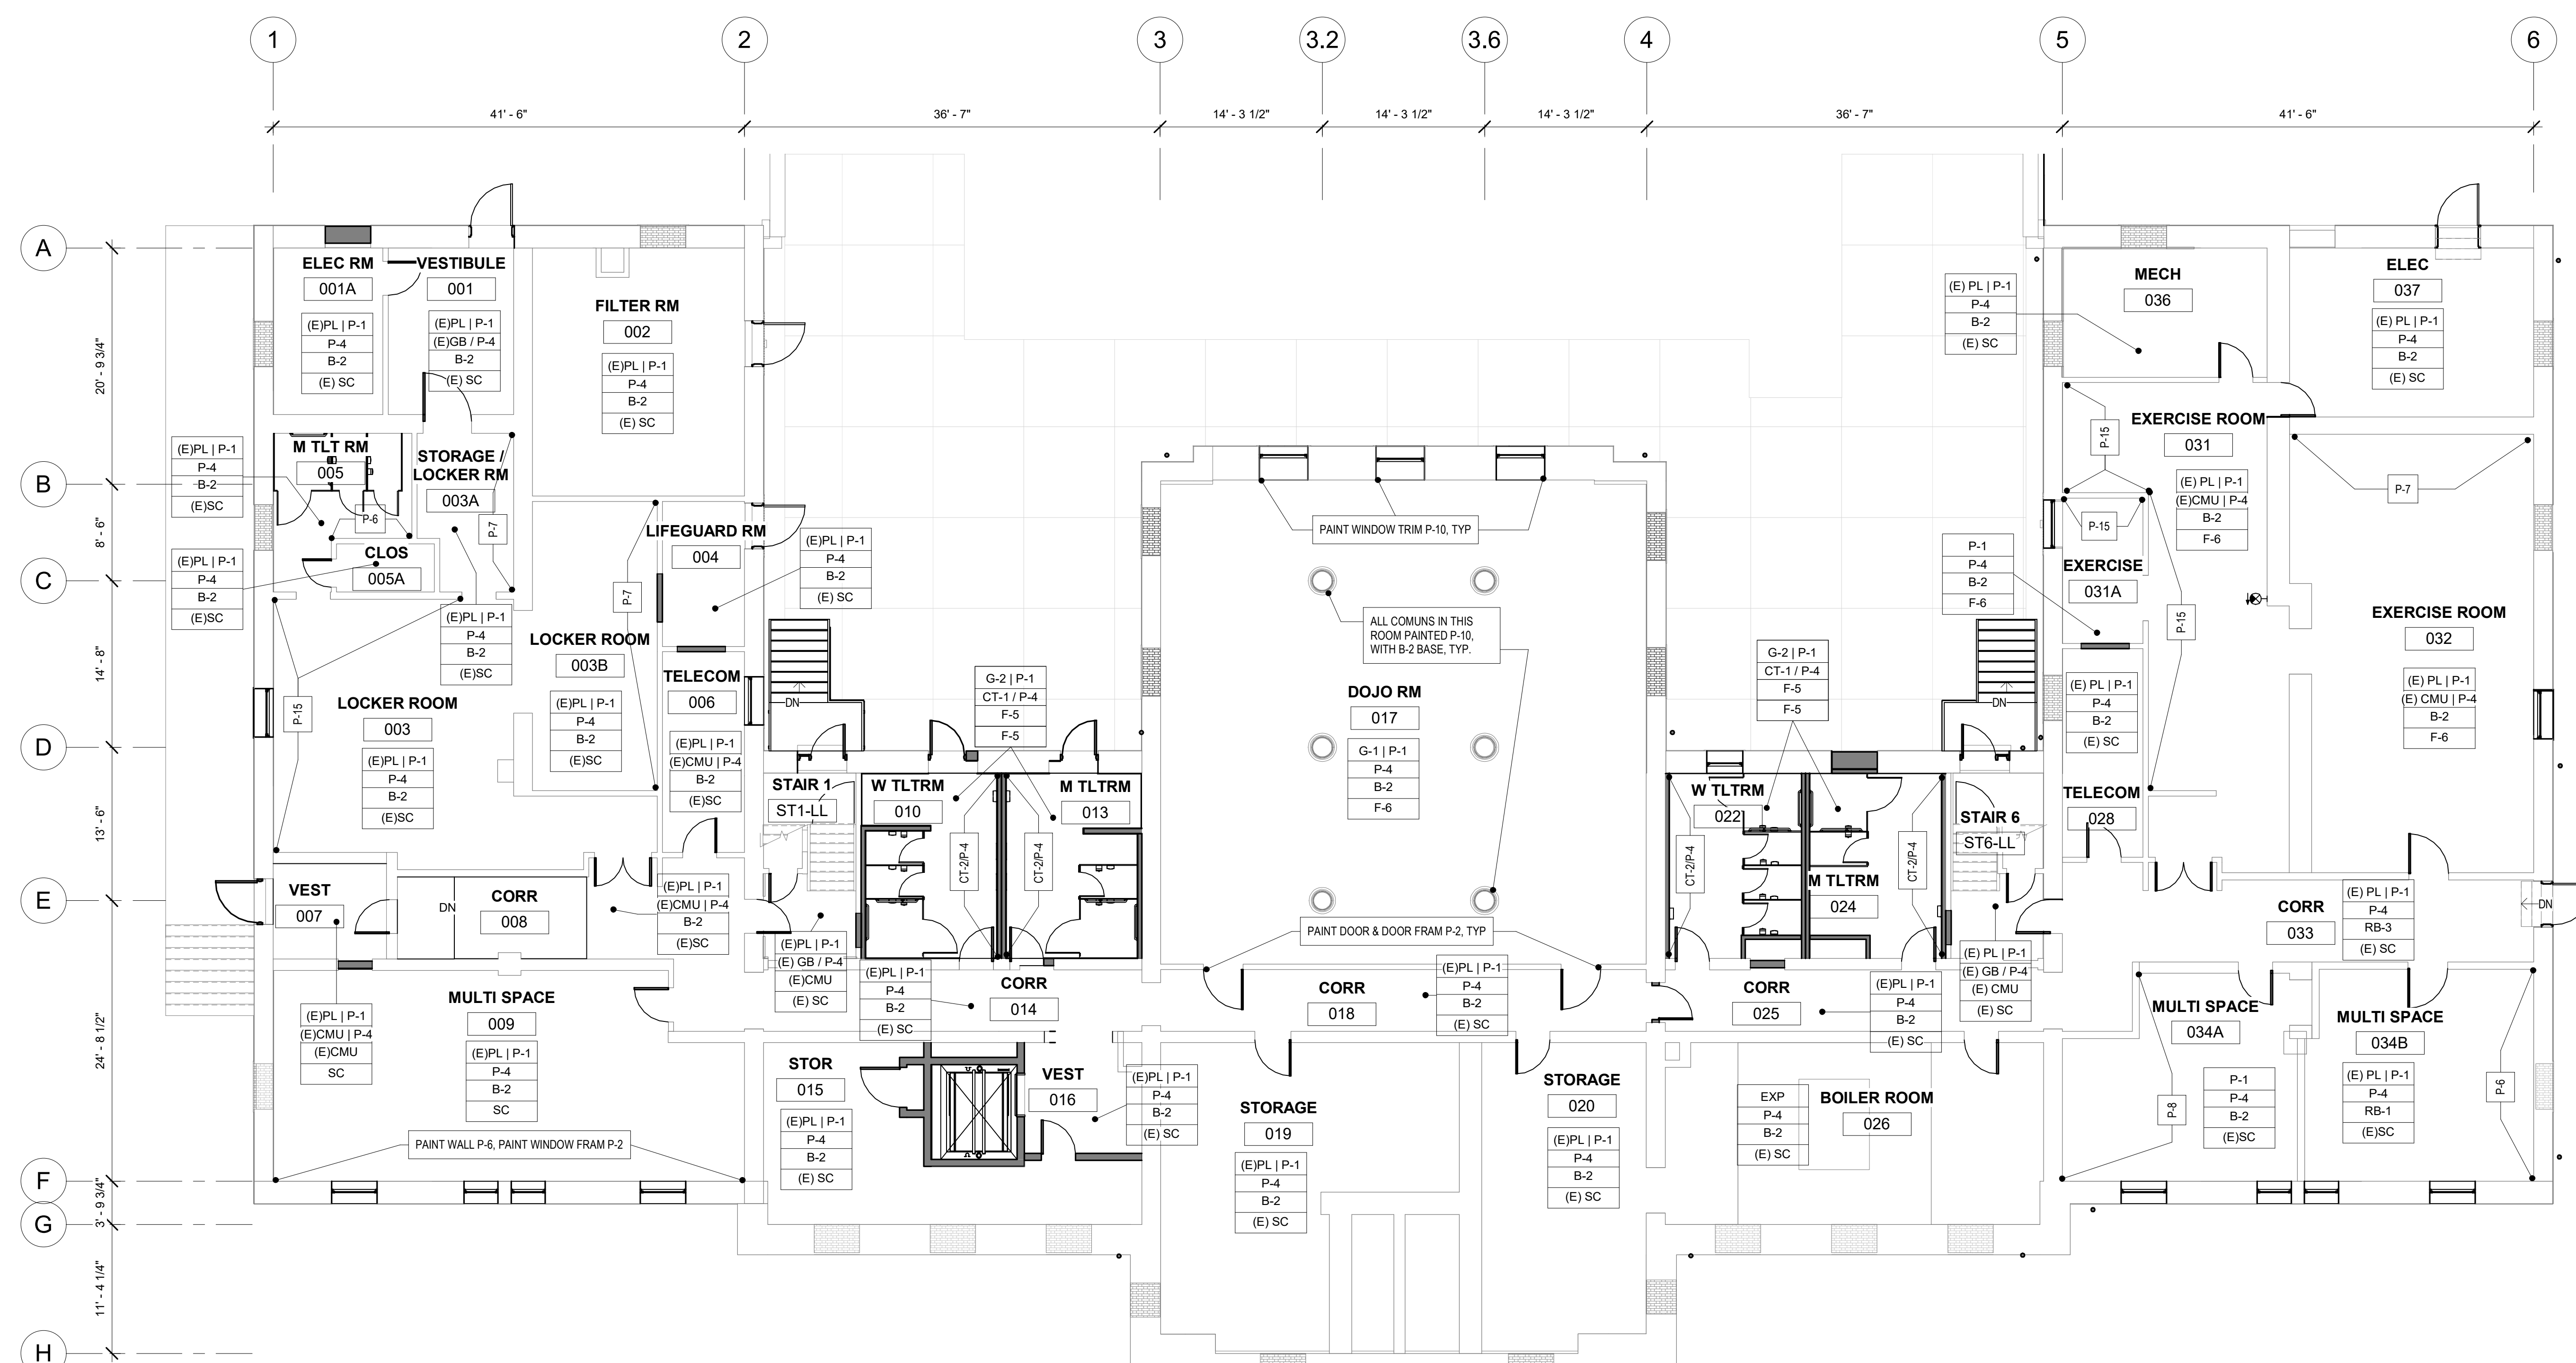 1
2
3
3.2
3.6
4
5
6
41' - 6"
36' - 7"
14' - 3 1/2"
14' - 3 1/2"
14' - 3 1/2"
36' - 7"
41' - 6"
A
B
C
D
E
F
G
H
20' - 9 3/4"
8' - 6"
14' - 8"
13' - 6"
24' - 8 1/2"
3' - 9 3/4"
11' - 4 1/4"
ELEC RM
001A
(E)PL | P-1
P-4
B-2
(E) SC
VESTIBULE
001
(E)PL | P-1
(E)GB / P-4
B-2
(E) SC
FILTER RM
002
(E)PL | P-1
P-4
B-2
(E) SC
(E)PL | P-1
P-4
B-2
(E)SC
M TLT RM
005
P-6
STORAGE /
LOCKER RM
003A
P-7
(E)PL | P-1
P-4
B-2
(E)SC
CLOS
005A
(E)PL | P-1
P-4
B-2
(E)SC
LIFEGUARD RM
004
(E)PL | P-1
P-4
B-2
(E) SC
P-7
LOCKER ROOM
003B
(E)PL | P-1
P-4
B-2
(E)SC
P-15
LOCKER ROOM
003
(E)PL | P-1
P-4
B-2
(E)SC
TELECOM
006
(E)PL | P-1
(E)CMU | P-4
B-2
(E)SC
DN
STAIR 1
ST1-LL
G-2 | P-1
CT-1 / P-4
F-5
F-5
W TLTRM
010
M TLTRM
013
CT-2/P-4
CT-2/P-4
VEST
007
DN
CORR
008
(E)PL | P-1
(E)CMU | P-4
B-2
(E)SC
(E)PL | P-1
(E) GB / P-4
(E)CMU
(E) SC
(E)PL | P-1
P-4
B-2
(E) SC
CORR
014
(E)PL | P-1
(E)CMU | P-4
(E)CMU
SC
MULTI SPACE
009
(E)PL | P-1
P-4
B-2
SC
PAINT WALL P-6, PAINT WINDOW FRAM P-2
STOR
015
(E)PL | P-1
P-4
B-2
(E) SC
VEST
016
(E)PL | P-1
P-4
B-2
(E) SC
PAINT WINDOW TRIM P-10, TYP
ALL COMUNS IN THIS
ROOM PAINTED P-10,
WITH B-2 BASE, TYP.
DOJO RM
017
G-1 | P-1
P-4
B-2
F-6
PAINT DOOR & DOOR FRAM P-2, TYP
CORR
018
(E)PL | P-1
P-4
B-2
(E) SC
STORAGE
019
(E)PL | P-1
P-4
B-2
(E) SC
STORAGE
020
(E)PL | P-1
P-4
B-2
(E) SC
G-2 | P-1
CT-1 / P-4
F-5
F-5
W TLTRM
022
CT-2/P-4
M TLTRM
024
CT-2/P-4
DN
STAIR 6
ST6-LL
(E) PL | P-1
(E) GB / P-4
(E) CMU
(E) SC
CORR
025
(E)PL | P-1
P-4
B-2
(E) SC
EXP
P-4
B-2
(E) SC
BOILER ROOM
026
(E) PL | P-1
P-4
B-2
(E) SC
MECH
036
ELEC
037
(E) PL | P-1
P-4
B-2
(E) SC
P-15
EXERCISE ROOM
031
(E) PL | P-1
(E)CMU | P-4
B-2
F-6
P-7
P-15
P-1
P-4
B-2
F-6
EXERCISE
031A
P-15
EXERCISE ROOM
032
(E) PL | P-1
(E) CMU | P-4
B-2
F-6
(E) PL | P-1
P-4
B-2
(E) SC
TELECOM
028
CORR
033
(E) PL | P-1
P-4
RB-3
(E) SC
DN
MULTI SPACE
034A
P-8
P-1
P-4
B-2
(E)SC
MULTI SPACE
034B
(E) PL | P-1
P-4
RB-1
(E)SC
P-6